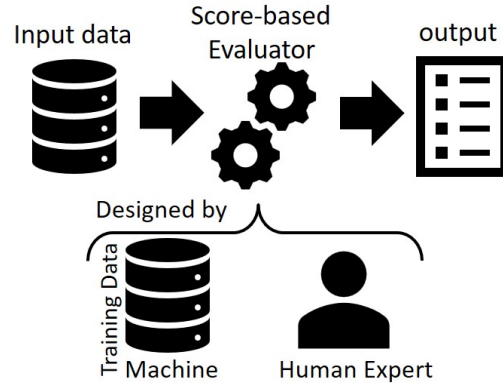 Input data
Score-based
Evaluator
output
Designed by
Training Data
Machine
Human Expert